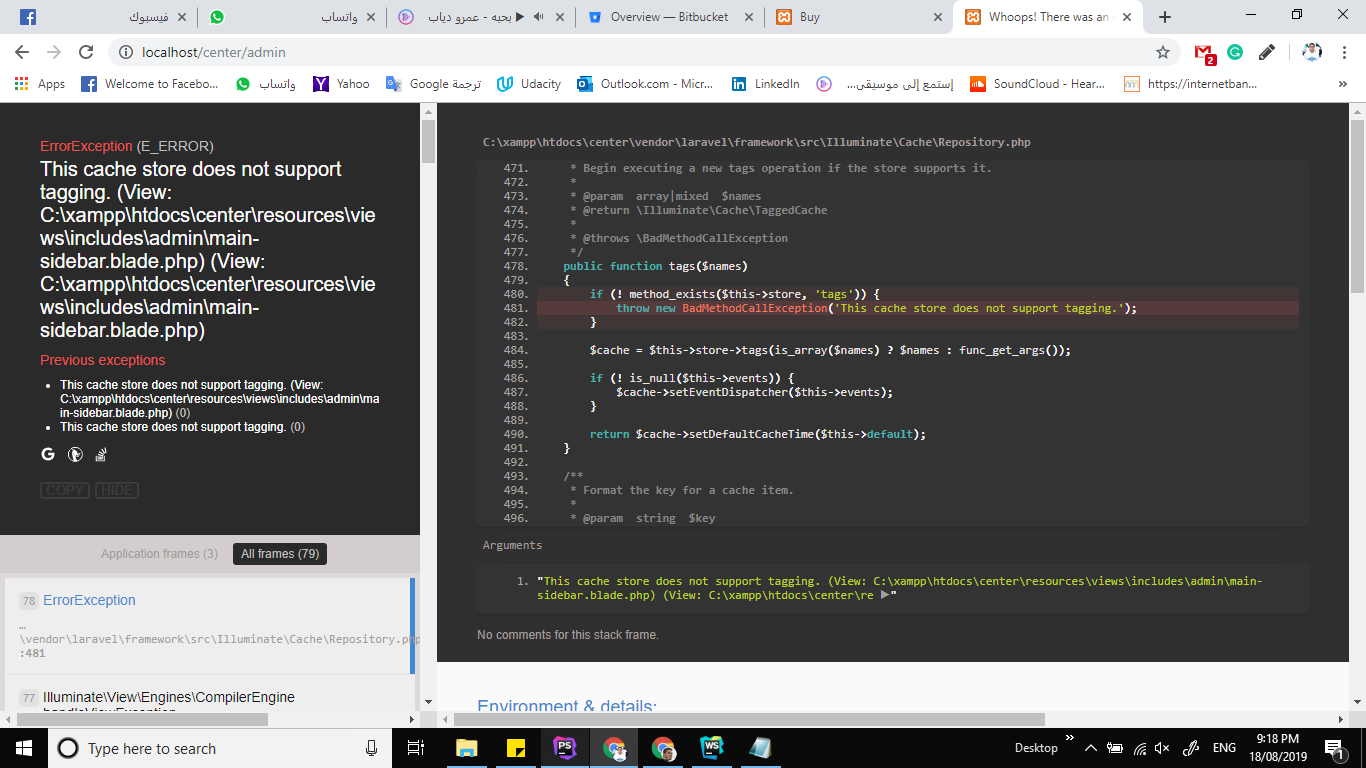 فيسبوك
واتساب
بحبه - عمرو دياب
Overview — Bitbucket
Buy
Whoops! There was an
localhost/center/admin
2
Apps
Welcome to Facebo...
واتساب
Yahoo
ترجمة Google
Udacity
Outlook.com - Micr...
LinkedIn
إستمع إلى موسيقى...
SoundCloud - Hear...
https://internetban...
»
ErrorException (E_ERROR)
This cache store does not support
tagging. (View:
C:\xampp\htdocs\center\resources\vie
ws\includes\admin\main-
sidebar.blade.php) (View:
C:\xampp\htdocs\center\resources\vie
ws\includes\admin\main-
sidebar.blade.php)
Previous exceptions
• This cache store does not support tagging. (View:
C:\xampp\htdocs\center\resources\views\includes\admin\ma
in-sidebar.blade.php) (0)
• This cache store does not support tagging. (0)
COPY HIDE
Application frames (3) All frames (79)
78 ErrorException
…
\vendor\laravel\framework\src\Illuminate\Cache\Repository.php
:481
77 Illuminate\View\Engines\CompilerEngine
handleViewException
C:\xampp\htdocs\center\vendor\laravel\framework\src\Illuminate\Cache\Repository.php
471. * Begin executing a new tags operation if the store supports it.
472. *
473. * @param  array|mixed  $names
474. * @return \Illuminate\Cache\TaggedCache
475. *
476. * @throws \BadMethodCallException
477. */
478. public function tags($names)
479. {
480. if (! method_exists($this->store, 'tags')) {
481. throw new BadMethodCallException('This cache store does not support tagging.');
482. }
483.
484. $cache = $this->store->tags(is_array($names) ? $names : func_get_args());
485.
486. if (! is_null($this->events)) {
487. $cache->setEventDispatcher($this->events);
488. }
489.
490. return $cache->setDefaultCacheTime($this->default);
491. }
492.
493. /**
494. * Format the key for a cache item.
495. *
496. * @param  string  $key
Arguments
1. "This cache store does not support tagging. (View: C:\xampp\htdocs\center\resources\views\includes\admin\main-
sidebar.blade.php) (View: C:\xampp\htdocs\center\re ▶"
No comments for this stack frame.
Environment & details:
Type here to search
PS
WS
Desktop
»
ENG
9:18 PM
18/08/2019
1